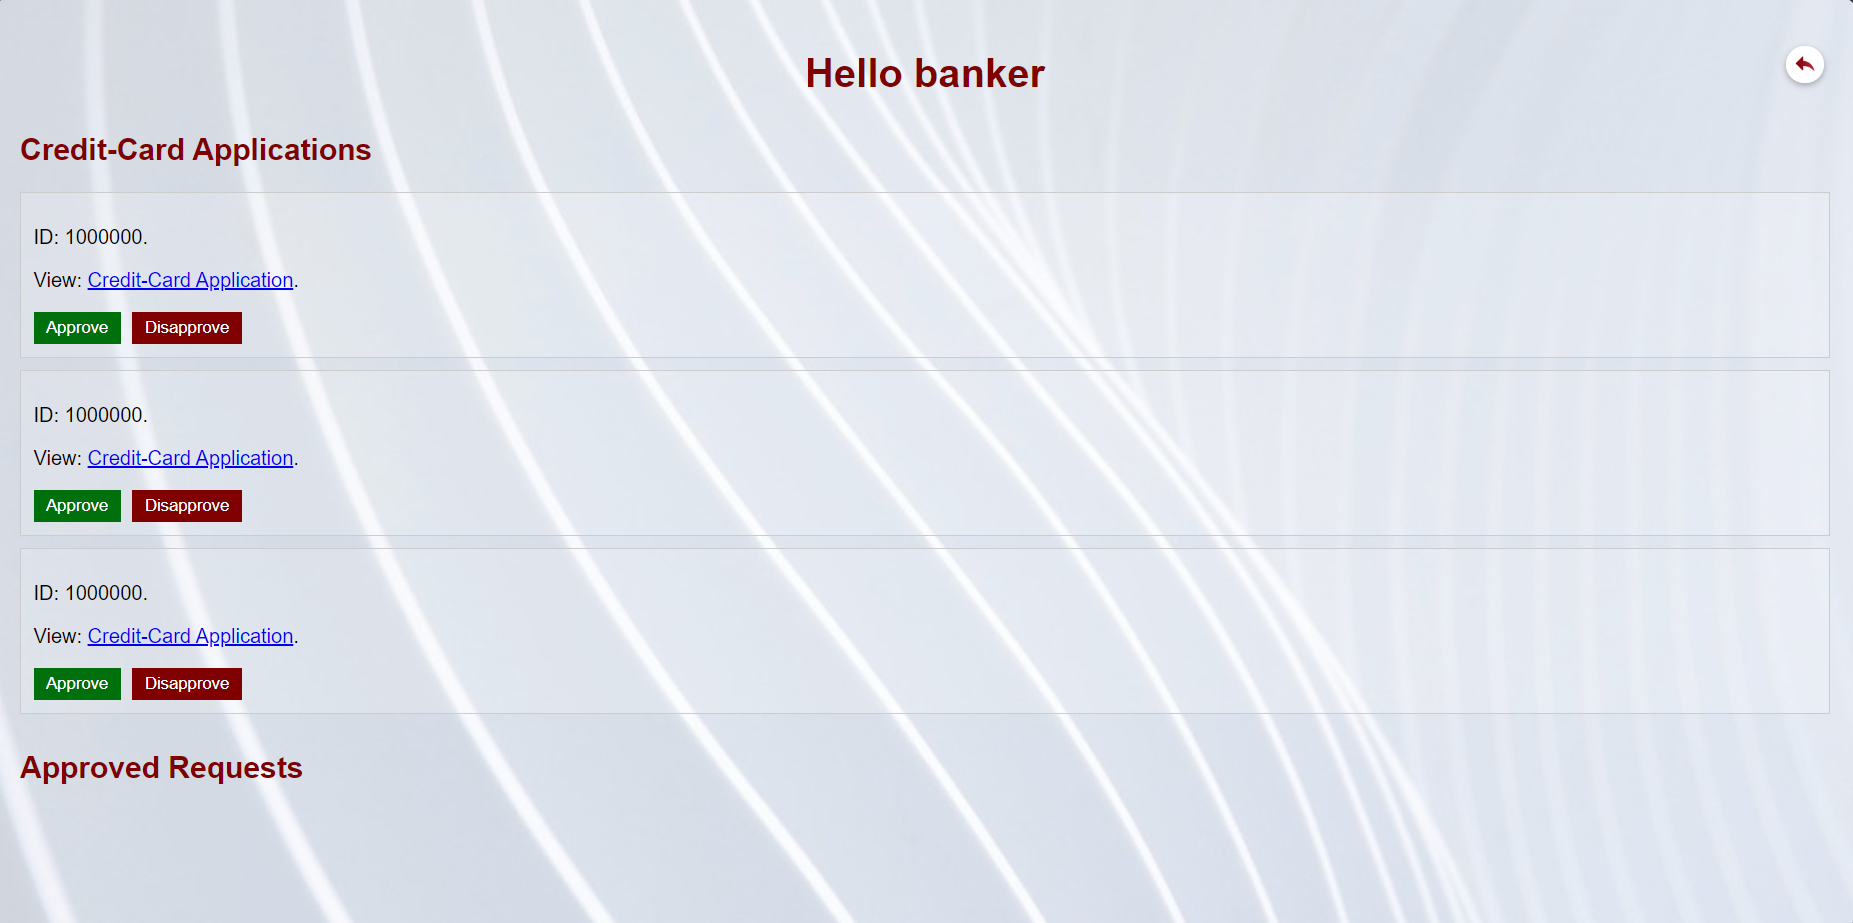 Hello banker
Credit-Card Applications
ID: 1000000.
View: Credit-Card Application.
Approve Disapprove
ID: 1000000.
View: Credit-Card Application.
Approve Disapprove
ID: 1000000.
View: Credit-Card Application.
Approve Disapprove
Approved Requests